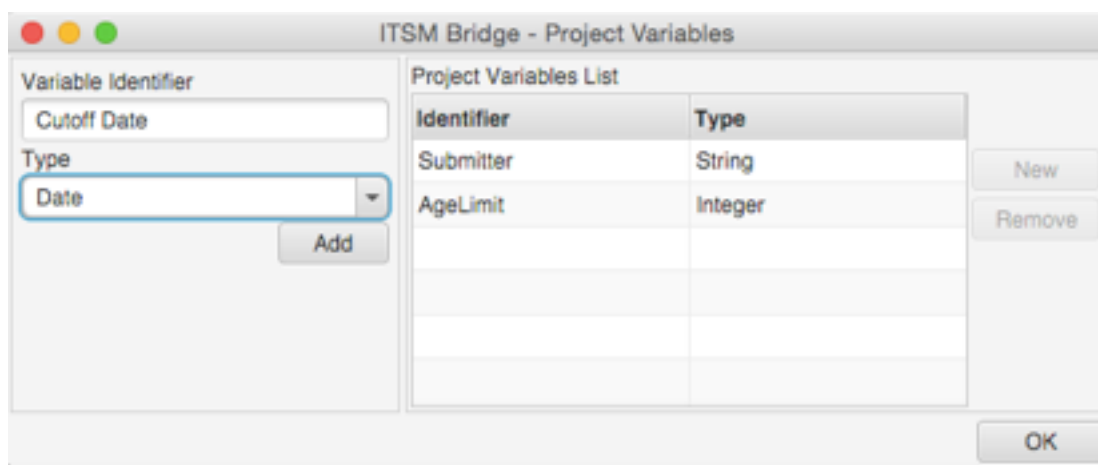 ITSM Bridge - Project Variables
Variable Identifier
Cutoff Date
Type
Date
Add
Project Variables List
Identifier Type
Submitter String
AgeLimit Integer
New
Remove
OK